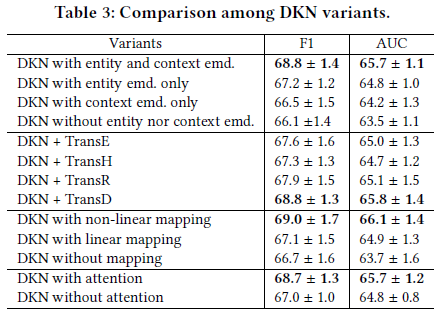 Table 3: Comparison among DKN variants.
Variants F1 AUC
DKN with entity and context emd. 68.8 ± 1.4 65.7 ± 1.1
DKN with entity emd. only 67.2 ± 1.2 64.8 ± 1.0
DKN with context emd. only 66.5 ± 1.5 64.2 ± 1.3
DKN without entity nor context emd. 66.1 ±1.4 63.5 ± 1.1
DKN + TransE 67.6 ± 1.6 65.0 ± 1.3
DKN + TransH 67.3 ± 1.3 64.7 ± 1.2
DKN + TransR 67.9 ± 1.5 65.1 ± 1.5
DKN + TransD 68.8 ± 1.3 65.8 ± 1.4
DKN with non-linear mapping 69.0 ± 1.7 66.1 ± 1.4
DKN with linear mapping 67.1 ± 1.5 64.9 ± 1.3
DKN without mapping 66.7 ± 1.6 63.7 ± 1.6
DKN with attention 68.7 ± 1.3 65.7 ± 1.2
DKN without attention 67.0 ± 1.0 64.8 ± 0.8